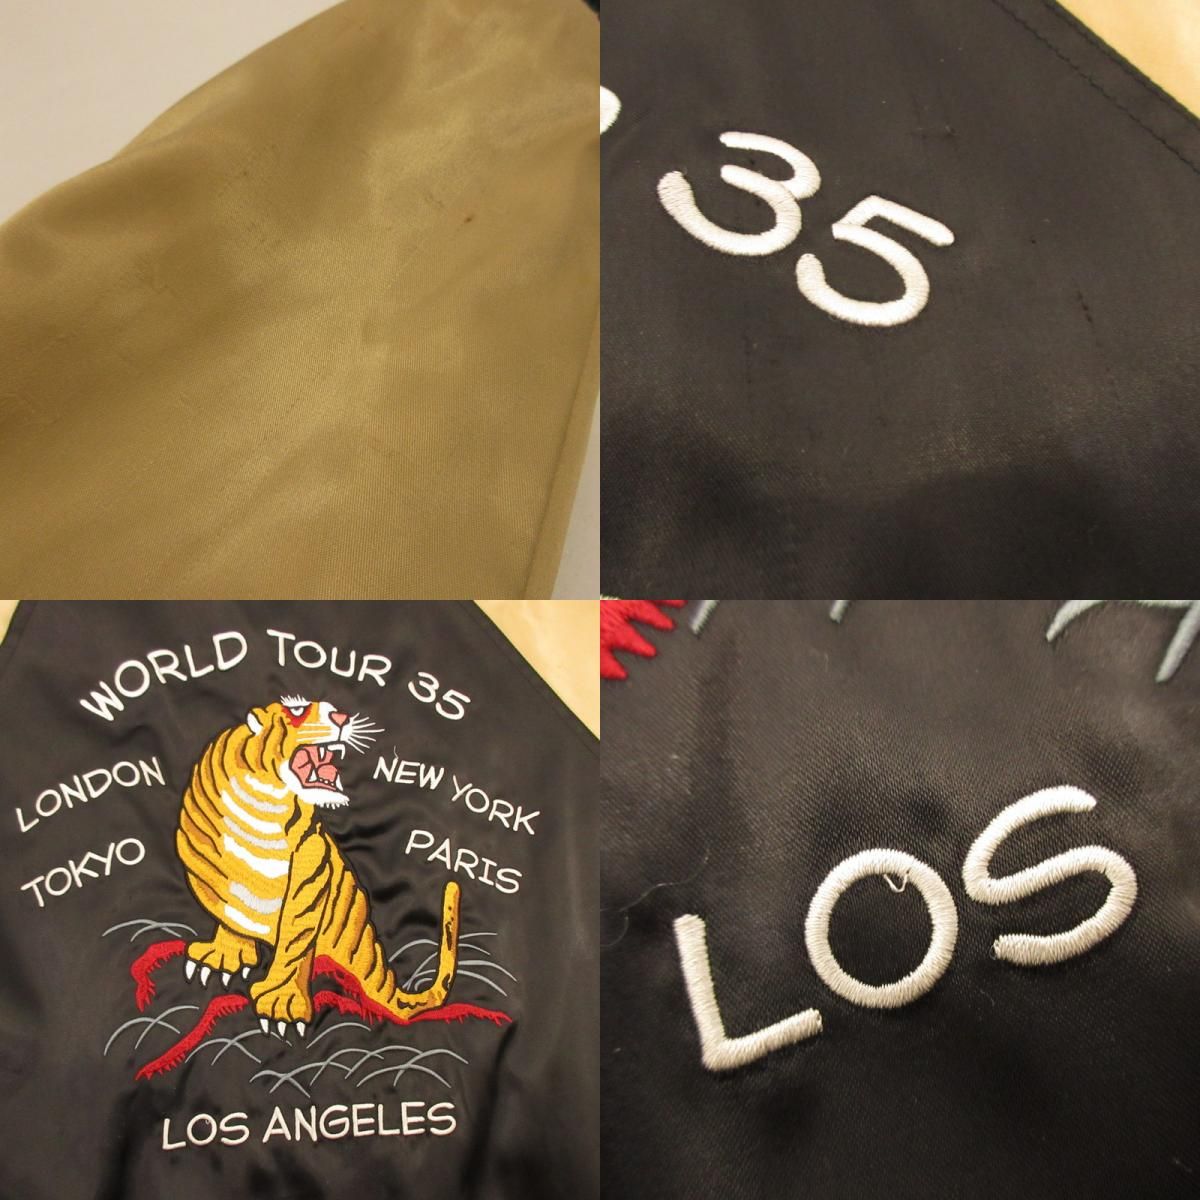 35
WORLD TOUR 35
LONDON
NEW YORK
TOKYO
PARIS
LOS ANGELES
LOS